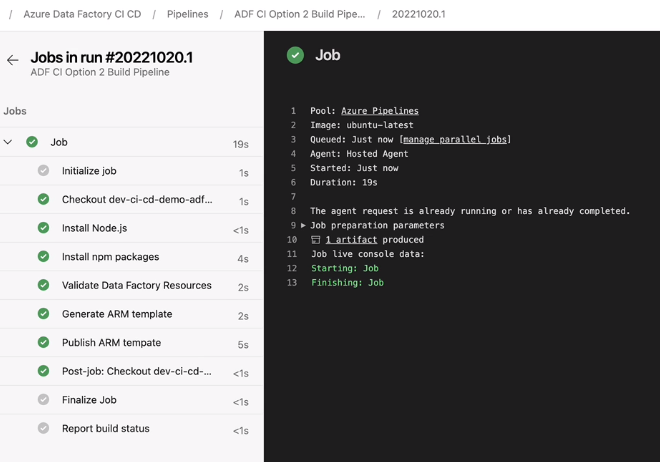 / Azure Data Factory CI CD / Pipelines / ADF CI Option 2 Build Pipe... / 20221020.1
Jobs in run #20221020.1
ADF CI Option 2 Build Pipeline
Jobs
Job 19s
Initialize job 1s
Checkout dev-ci-cd-demo-adf... 1s
Install Node.js <1s
Install npm packages 4s
Validate Data Factory Resources 2s
Generate ARM template 2s
Publish ARM tempate 5s
Post-job: Checkout dev-ci-cd-... <1s
Finalize Job <1s
Report build status <1s
Job
1 Pool: Azure Pipelines
2 Image: ubuntu-latest
3 Queued: Just now [manage parallel jobs]
4 Agent: Hosted Agent
5 Started: Just now
6 Duration: 19s
7
8 The agent request is already running or has already completed.
9 Job preparation parameters
10 1 artifact produced
11 Job live console data:
12 Starting: Job
13 Finishing: Job